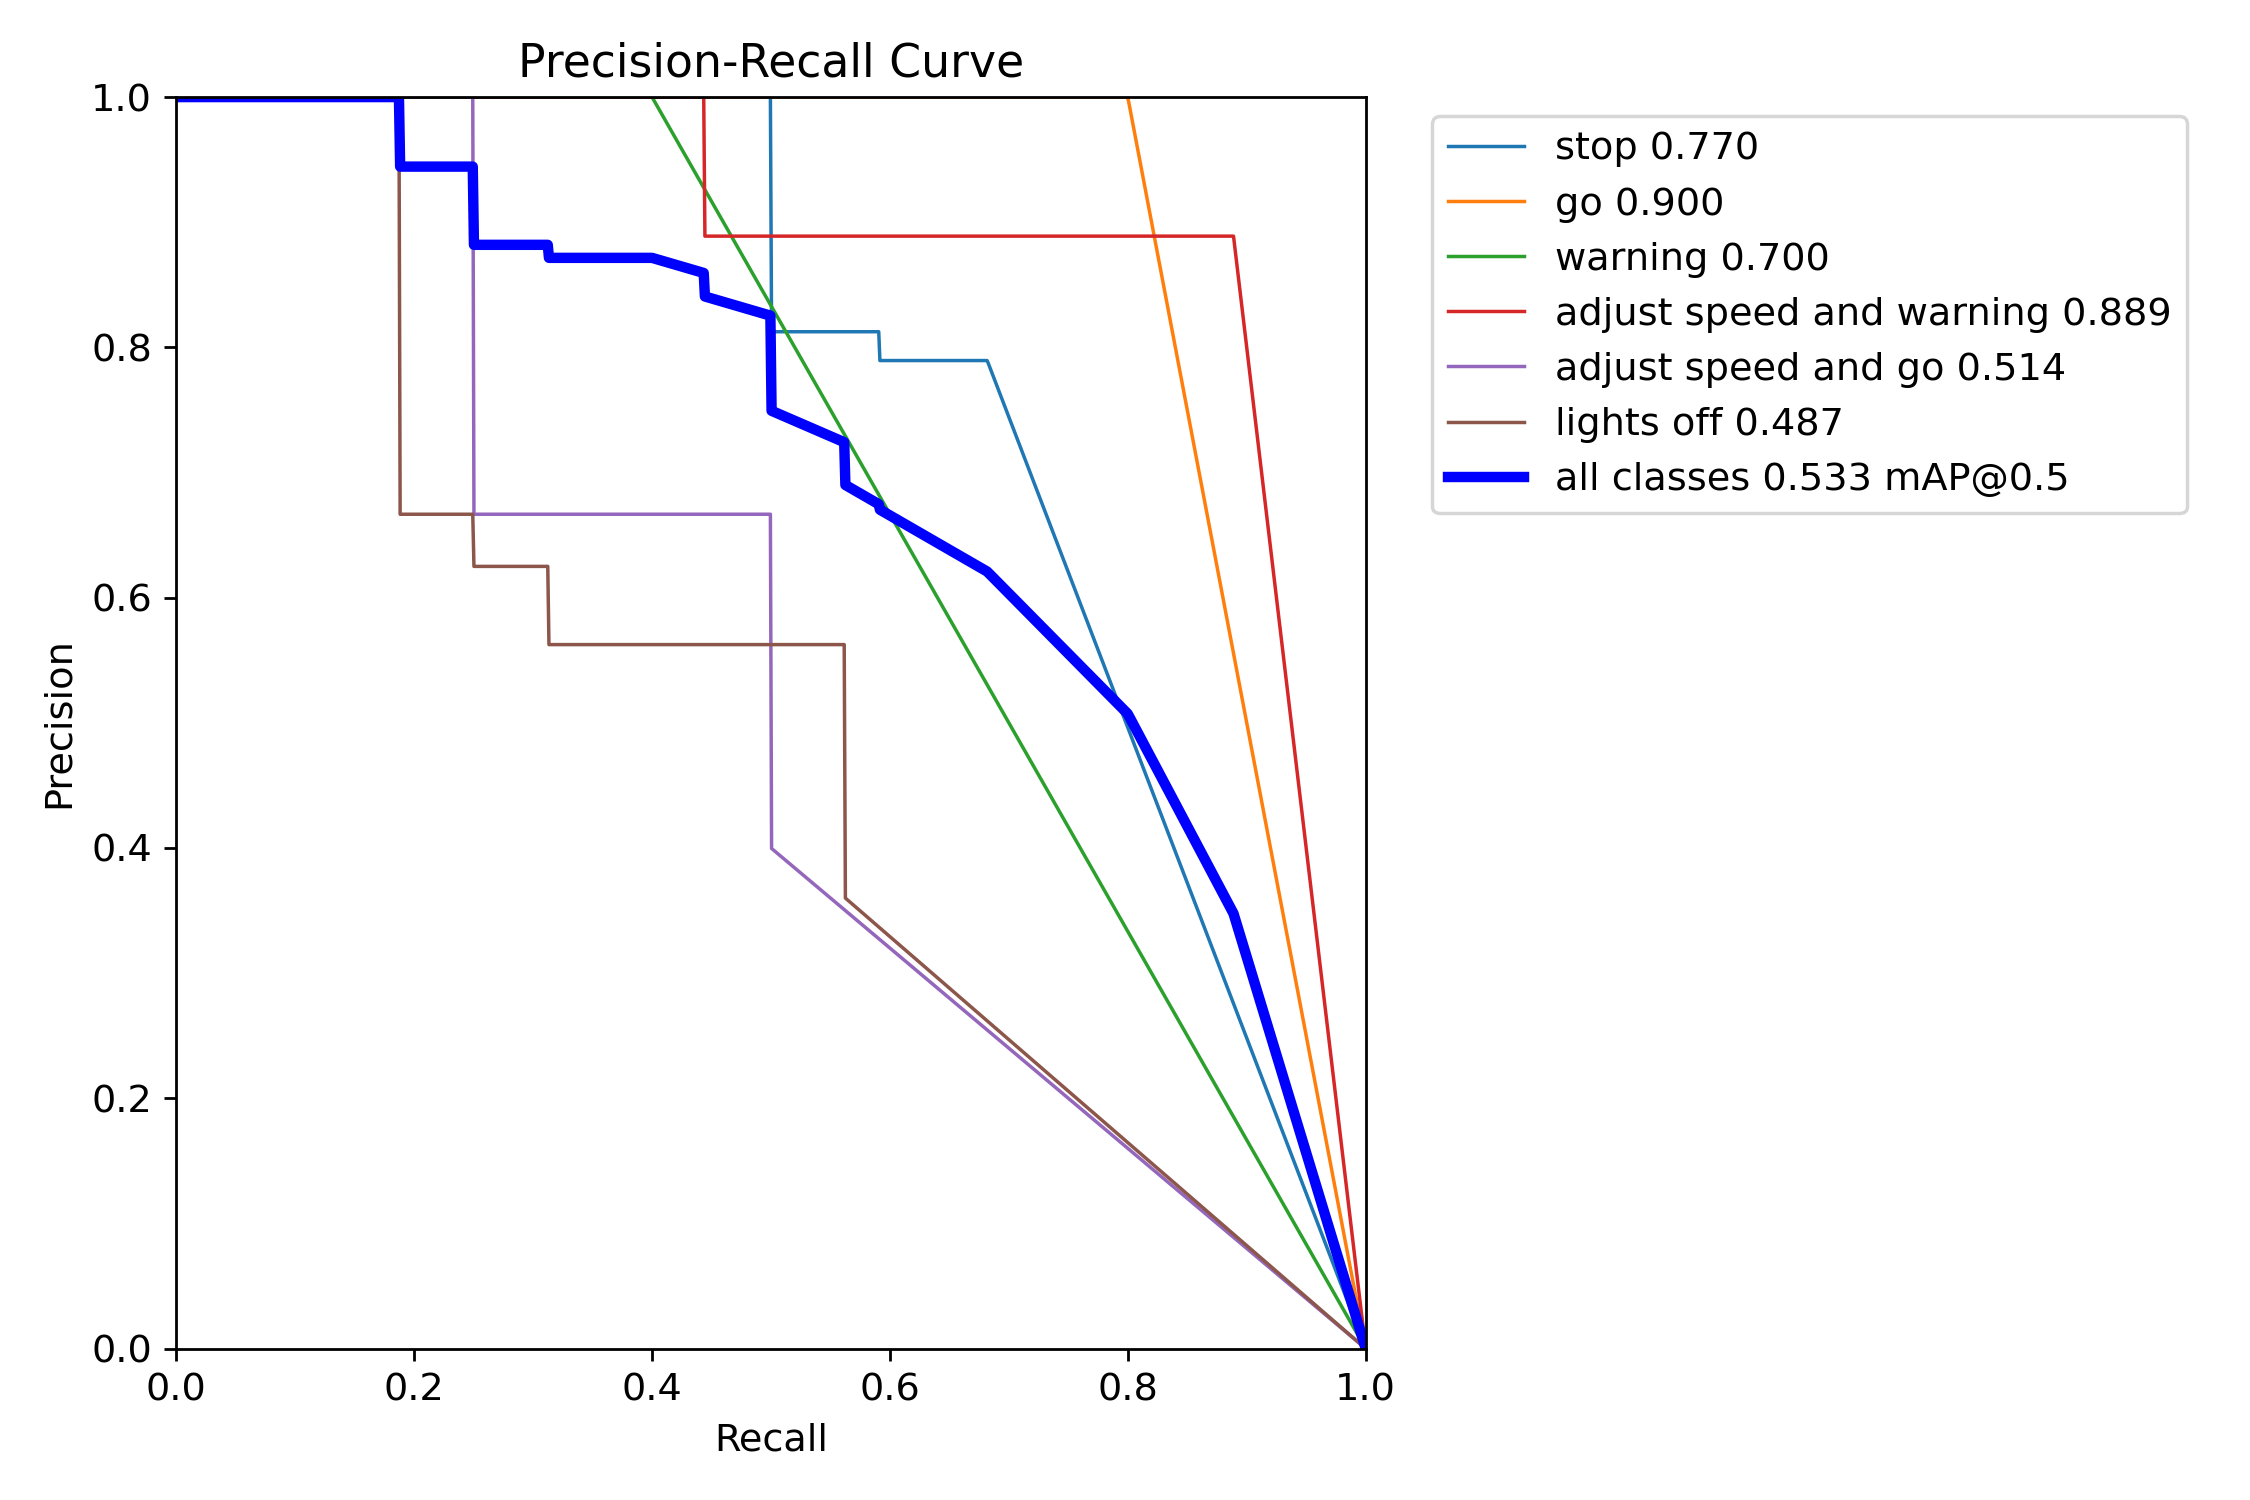 Precision-Recall Curve
1.0
0.8
0.6
0.4
0.2
0.0
Precision
0.0 0.2 0.4 0.6 0.8 1.0
Recall
stop 0.770
go 0.900
warning 0.700
adjust speed and warning 0.889
adjust speed and go 0.514
lights off 0.487
all classes 0.533 mAP@0.5